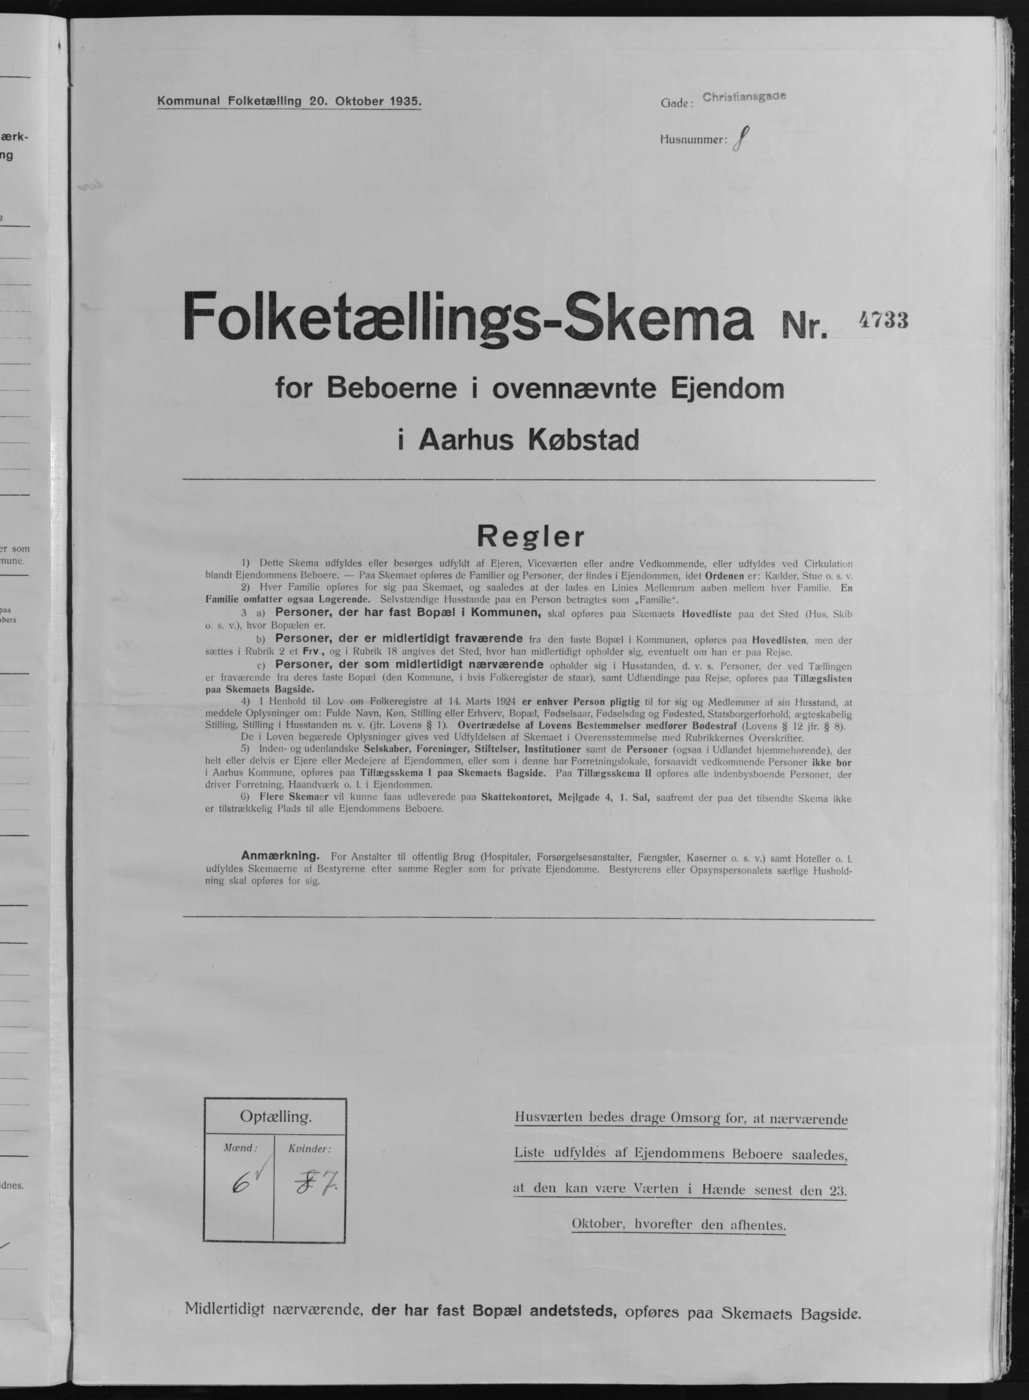 ærk-
ng
2
er som
mune.
paa
bers
dnes.
Kommunal Folketælling 20. Oktober 1935.
Gade: Christiansgade
Husnummer: 8
Folketællings-Skema Nr. 4733
for Beboerne i ovennævnte Ejendom
i Aarhus Købstad
Regler
1) Dette Skema udfyldes eller besørges udfyldt af Ejeren, Viceværten eller andre Vedkommende, eller udfyldes ved Cirkulation
blandt Ejendommens Beboere. — Paa Skemaet opføres de Familier og Personer, der findes i Ejendommen, idet Ordenen er: Kælder, Stue o. s. v.
2) Hver Familie opføres for sig paa Skemaet, og saaledes at der lades en Linies Mellemrum aaben mellem hver Familie. En
Familie omfatter ogsaa Logerende. Selvstændige Husstande paa en Person betragtes som „Familie".
3 a) Personer, der har fast Bopæl i Kommunen, skal opføres paa Skemaets Hovedliste paa det Sted (Hus, Skib
o. s. v.), hvor Bopælen er.
b) Personer, der er midlertidigt fraværende fra den faste Bopæl i Kommunen, opføres paa Hovedlisten, men der
sættes i Rubrik 2 et Frv, og i Rubrik 18 angives det Sted, hvor han midlertidigt opholder sig, eventuelt om han er paa Rejse.
c) Personer, der som midlertidigt nærværende opholder sig i Husstanden, d. v. s. Personer, der ved Tællingen
er fraværende fra deres faste Bopæl (den Kommune, i hvis Folkeregister de staar), samt Udlændinge paa Rejse, opføres paa Tillægslisten
paa Skemaets Bagside.
4) I Henhold til Lov om Folkeregistre af 14. Marts 1924 er enhver Person pligtig til for sig og Medlemmer af sin Husstand, at
meddele Oplysninger om: Fulde Navn, Køn, Stilling eller Erhverv, Bopæl, Fødselsaar, Fødselsdag og Fødested, Statsborgerforhold, ægteskabelig
Stilling, Stilling i Husstanden m. v. (jfr. Lovens § 1). Overtrædelse af Lovens Bestemmelser medfører Bødestraf (Lovens § 12 jfr. § 8).
De i Loven begærede Oplysninger gives ved Udfyldelsen af Skemaet i Overensstemmelse med Rubrikkernes Overskrifter.
5) Inden- og udenlandske Selskaber, Foreninger, Stiftelser, Institutioner samt de Personer (ogsaa i Udlandet hjemmehørende), der
helt eller delvis er Ejere eller Medejere af Ejendommen, eller som i denne har Forretningslokale, forsaavidt vedkommende Personer ikke bor
i Aarhus Kommune, opføres paa Tillægsskema I paa Skemaets Bagside. Paa Tillægsskema II opføres alle indenbysboende Personer, der
driver Forretning, Haandværk o. l. i Ejendommen.
6) Flere Skemaer vil kunne faas udleverede paa Skattekontoret, Mejlgade 4, 1. Sal, saafremt der paa det tilsendte Skema ikke
er tilstrækkelig Plads til alle Ejendommens Beboere.
Anmærkning. For Anstalter til offentlig Brug (Hospitaler, Forsørgelsesanstalter, Fængsler, Kaserner o. s. v.) samt Hoteller o. l.
udfyldes Skemaerne af Bestyrerne efter samme Regler som for private Ejendomme. Bestyrerens eller Opsynspersonalets særlige Hushold-
ning skal opføres for sig.
Optælling.
Mænd: Kvinder:
6 8 7.
Husværten bedes drage Omsorg for, at nærværende
Liste udfyldes af Ejendommens Beboere saaledes,
at den kan være Værten i Hænde senest den 23.
Oktober, hvorefter den afhentes.
Midlertidigt nærværende, der har fast Bopæl andetsteds, opføres paa Skemaets Bagside.